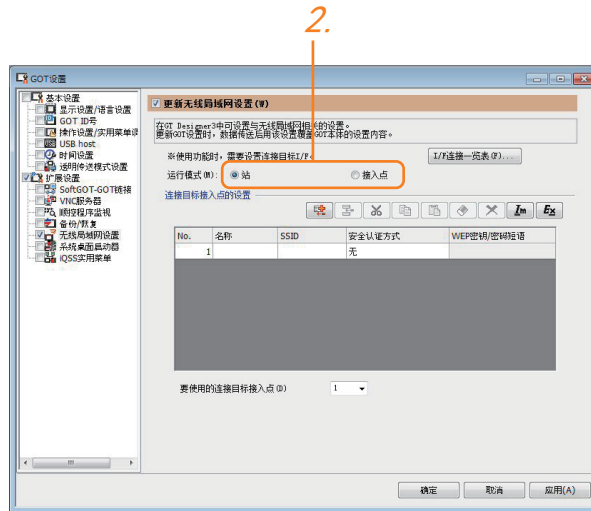 2.
GOT设置
基本设置
显示设置/语言设置
GOT ID号
操作设置/实用菜单设
USB host
时间设置
透明传送模式设置
扩展设置
SoftGOT-GOT链接
VNC服务器
顺控程序监视
备份/恢复
无线局域网设置
系统桌面启动器
iQSS实用菜单
更新无线局域网设置(W)
在GT Designer3中可设置与无线局域网相关的设置。
更新GOT设置时，数据传送后用该设置覆盖GOT本体的设置内容。
※使用功能时，需要设置连接目标I/F。
I/F连接一览表(F)...
运行模式(M): 站 接入点
连接目标接入点的设置
Im Ex
No. 名称 SSID 安全认证方式 WEP密钥/密码短语
1 无
要使用的连接目标接入点(D) 1
确定 取消 应用(A)